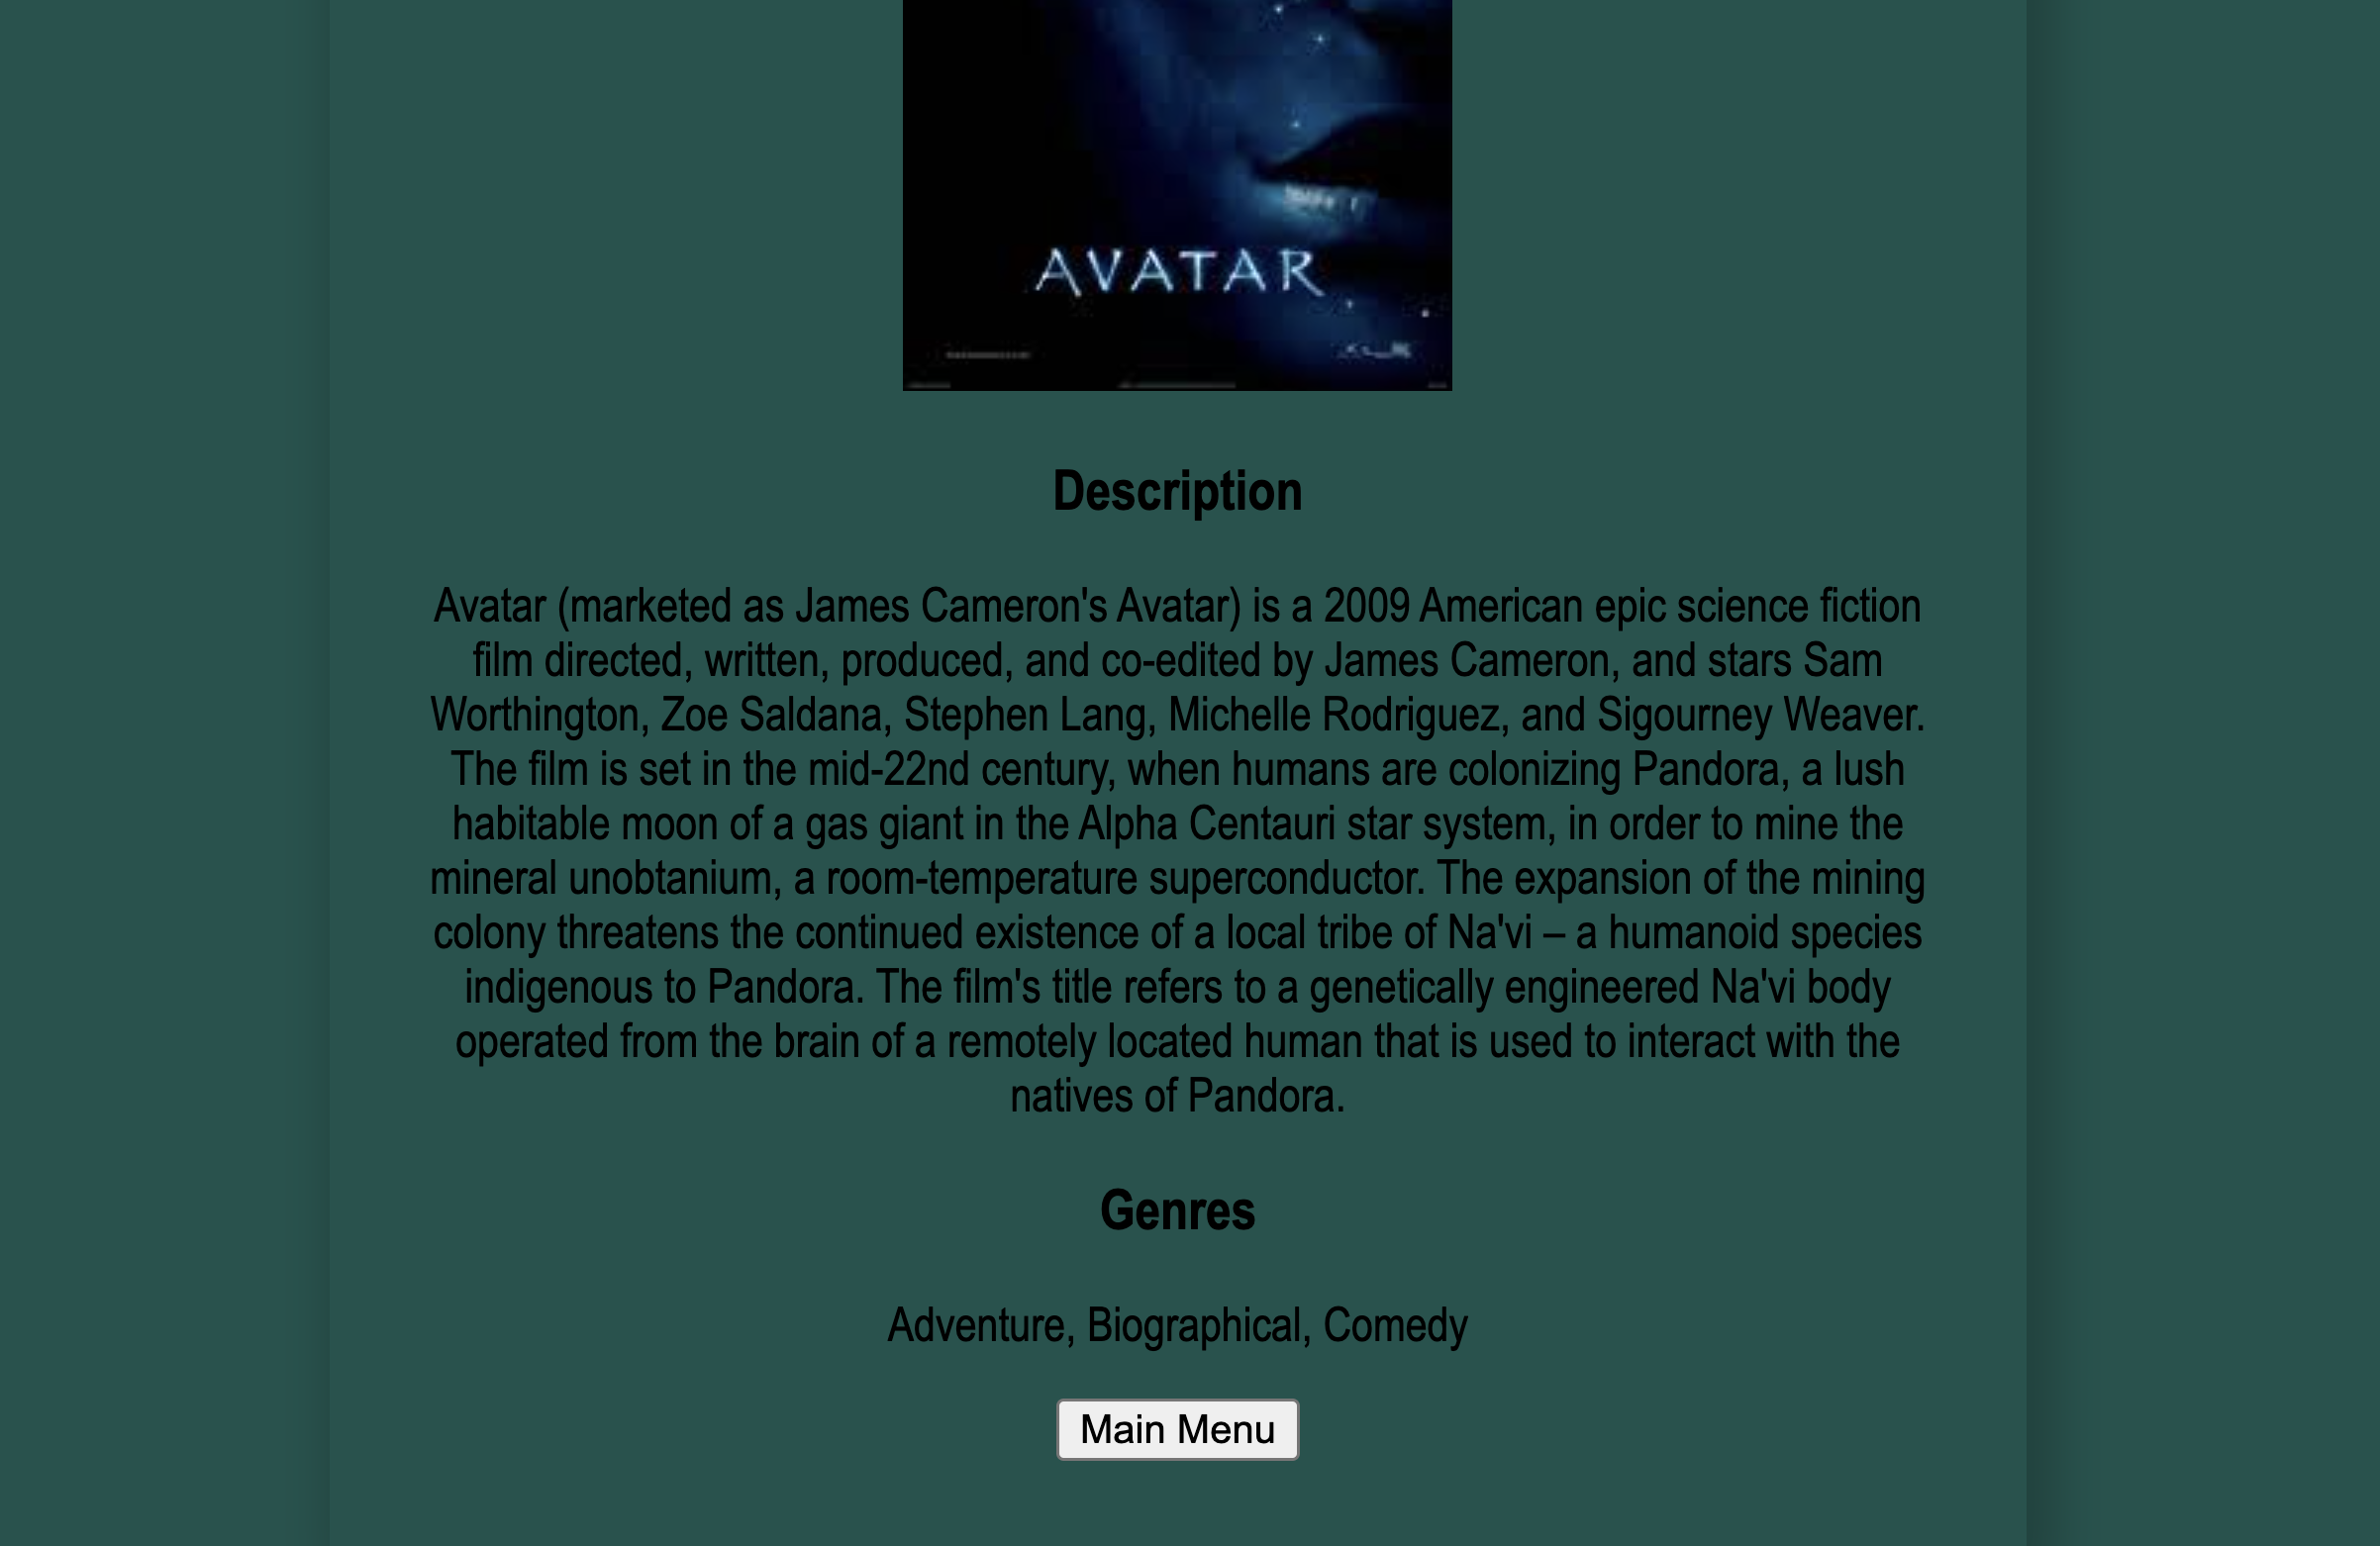 AVATAR
Description
Avatar (marketed as James Cameron's Avatar) is a 2009 American epic science fiction
film directed, written, produced, and co-edited by James Cameron, and stars Sam
Worthington, Zoe Saldana, Stephen Lang, Michelle Rodriguez, and Sigourney Weaver.
The film is set in the mid-22nd century, when humans are colonizing Pandora, a lush
habitable moon of a gas giant in the Alpha Centauri star system, in order to mine the
mineral unobtanium, a room-temperature superconductor. The expansion of the mining
colony threatens the continued existence of a local tribe of Na'vi – a humanoid species
indigenous to Pandora. The film's title refers to a genetically engineered Na'vi body
operated from the brain of a remotely located human that is used to interact with the
natives of Pandora.
Genres
Adventure, Biographical, Comedy
Main Menu